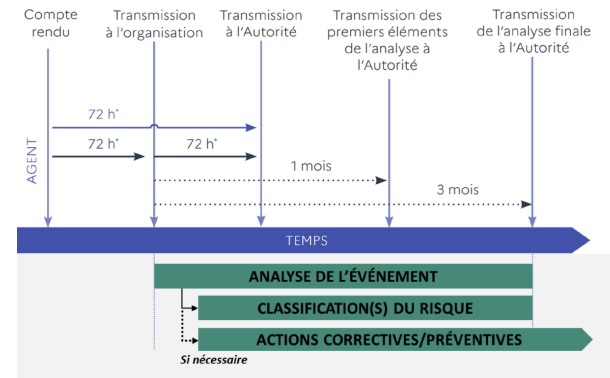 Compte
rendu
Transmission
à l'organisation
Transmission
à l'Autorité
Transmission des
premiers éléments
de l'analyse à
l'Autorité
Transmission
de l'analyse finale
à l'Autorité
AGENT
72 h*
72 h*
72 h*
1 mois
3 mois
TEMPS
ANALYSE DE L'ÉVÉNEMENT
CLASSIFICATION(S) DU RISQUE
ACTIONS CORRECTIVES/PRÉVENTIVES
Si nécessaire